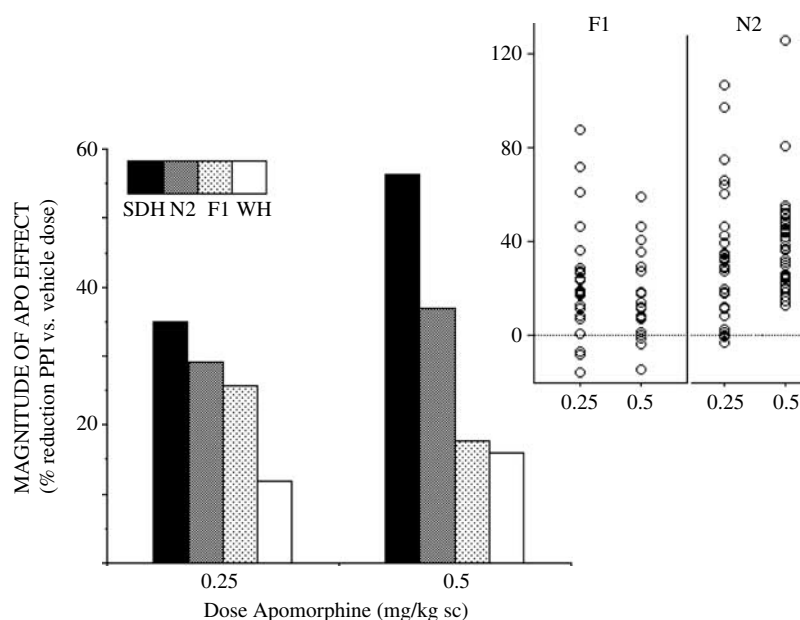 F1 N2
120
80
40
0
0.25 0.5 0.25 0.5
60
40
20
SDH N2 F1 WH
MAGNITUDE OF APO EFFECT
(% reduction PPI vs. vehicle dose)
0.25 0.5
Dose Apomorphine (mg/kg sc)